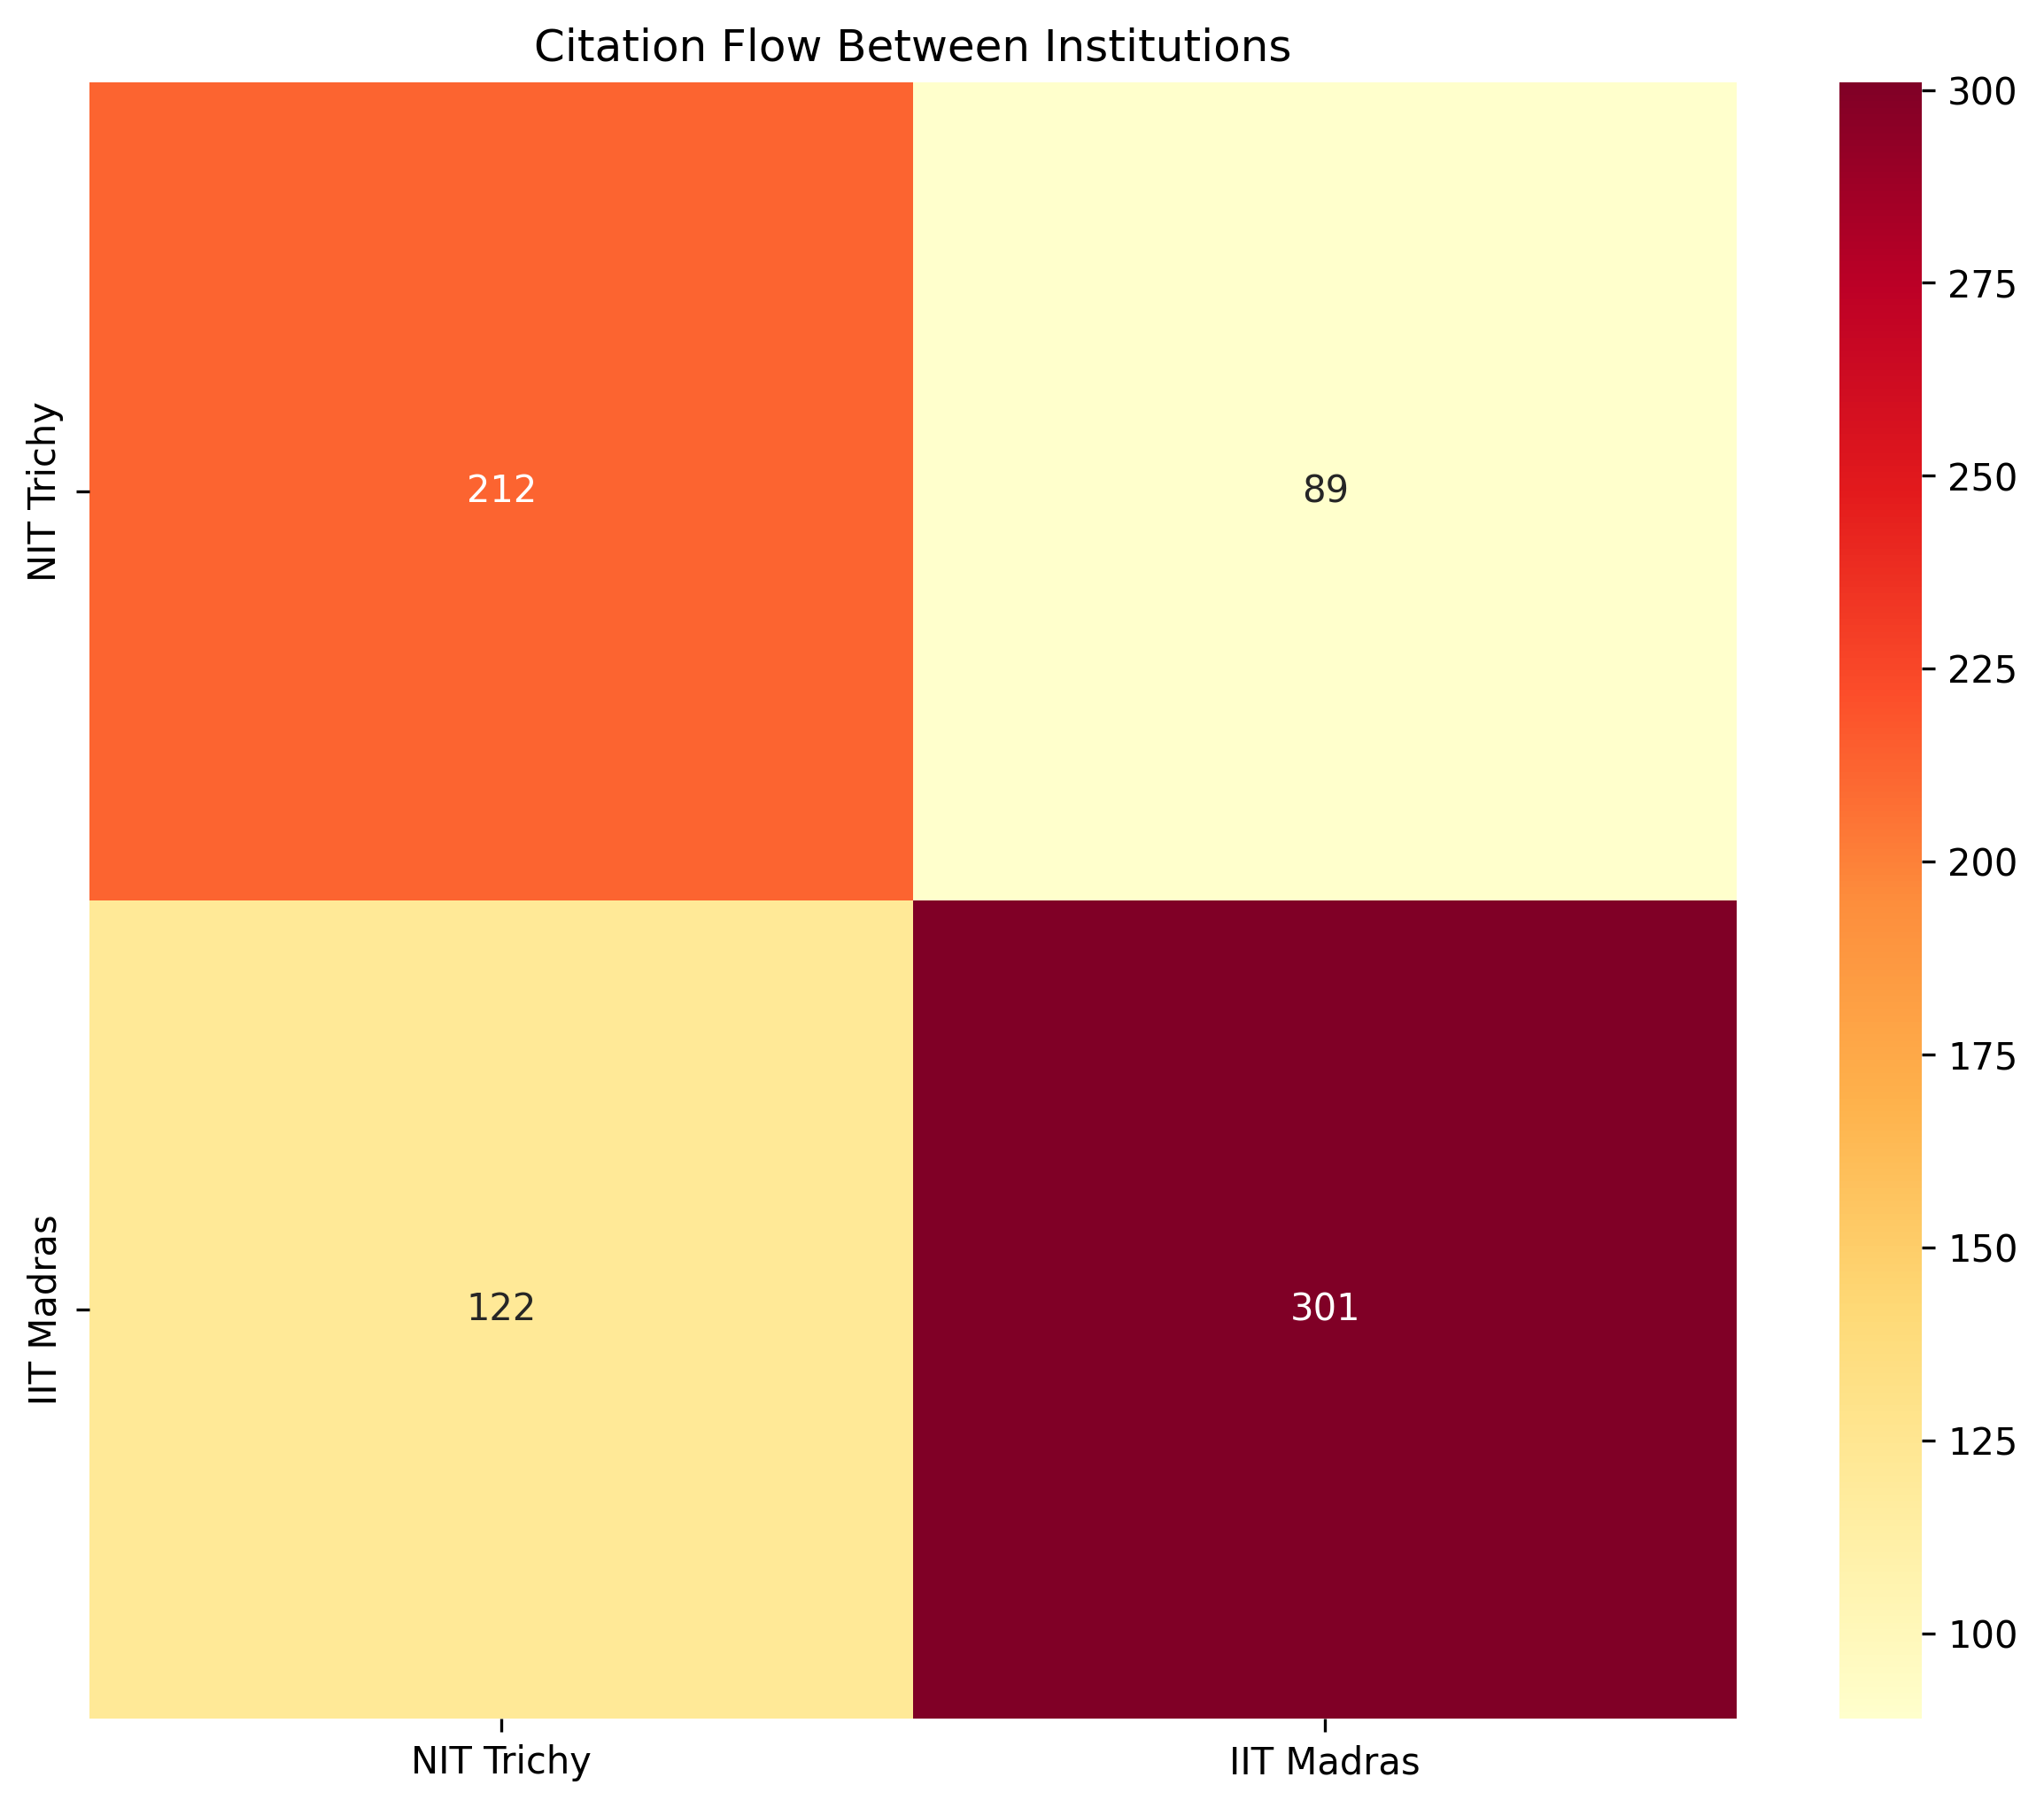 Citation Flow Between Institutions
NIT Trichy
212
89
IIT Madras
122
301
NIT Trichy
IIT Madras
300
275
250
225
200
175
150
125
100